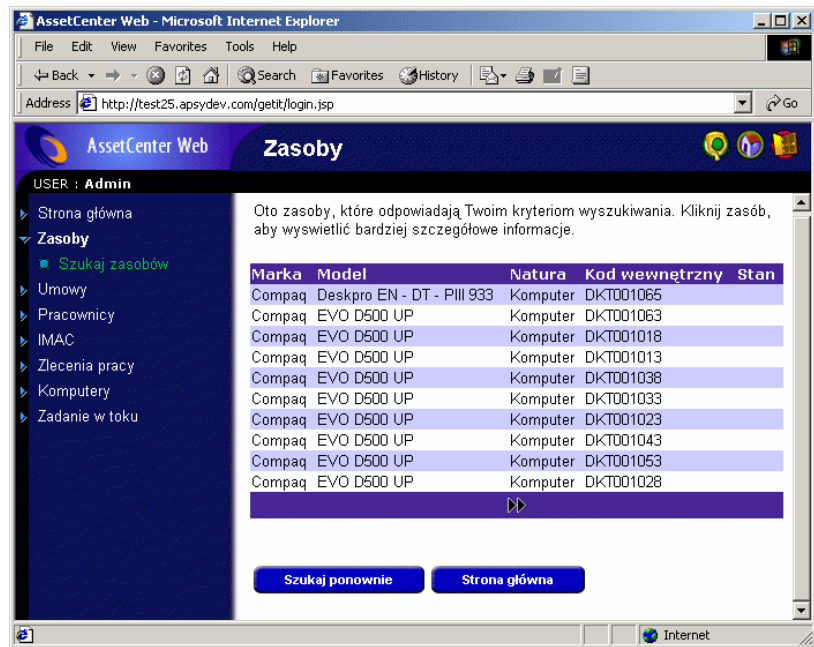 AssetCenter Web - Microsoft Internet Explorer
File Edit View Favorites Tools Help
Back Search Favorites History
Address http://test25.apsydev.com/getit/login.jsp Go
AssetCenter Web
Zasoby
USER : Admin
Strona główna
Zasoby
Szukaj zasobów
Umowy
Pracownicy
IMAC
Zlecenia pracy
Komputery
Zadanie w toku
Oto zasoby, które odpowiadają Twoim kryteriom wyszukiwania. Kliknij zasób,
aby wyswietlić bardziej szczegółowe informacje.
Marka Model Natura Kod wewnętrzny Stan
Compaq Deskpro EN - DT - PIII 933 Komputer DKT001065
Compaq EVO D500 UP Komputer DKT001063
Compaq EVO D500 UP Komputer DKT001018
Compaq EVO D500 UP Komputer DKT001013
Compaq EVO D500 UP Komputer DKT001038
Compaq EVO D500 UP Komputer DKT001033
Compaq EVO D500 UP Komputer DKT001023
Compaq EVO D500 UP Komputer DKT001043
Compaq EVO D500 UP Komputer DKT001053
Compaq EVO D500 UP Komputer DKT001028
Szukaj ponownie Strona główna
Internet